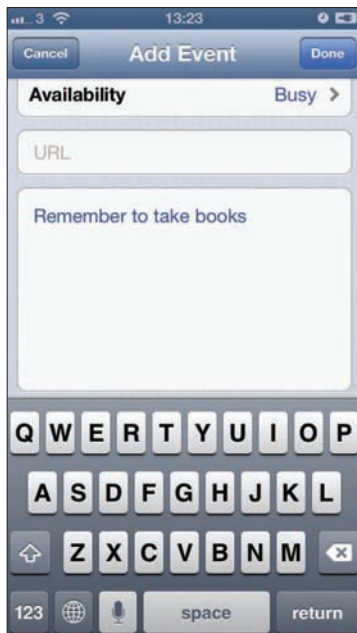 3 13:23
Cancel Add Event Done
Availability Busy
URL
Remember to take books
Q W E R T Y U I O P
A S D F G H J K L
Z X C V B N M
123 space return